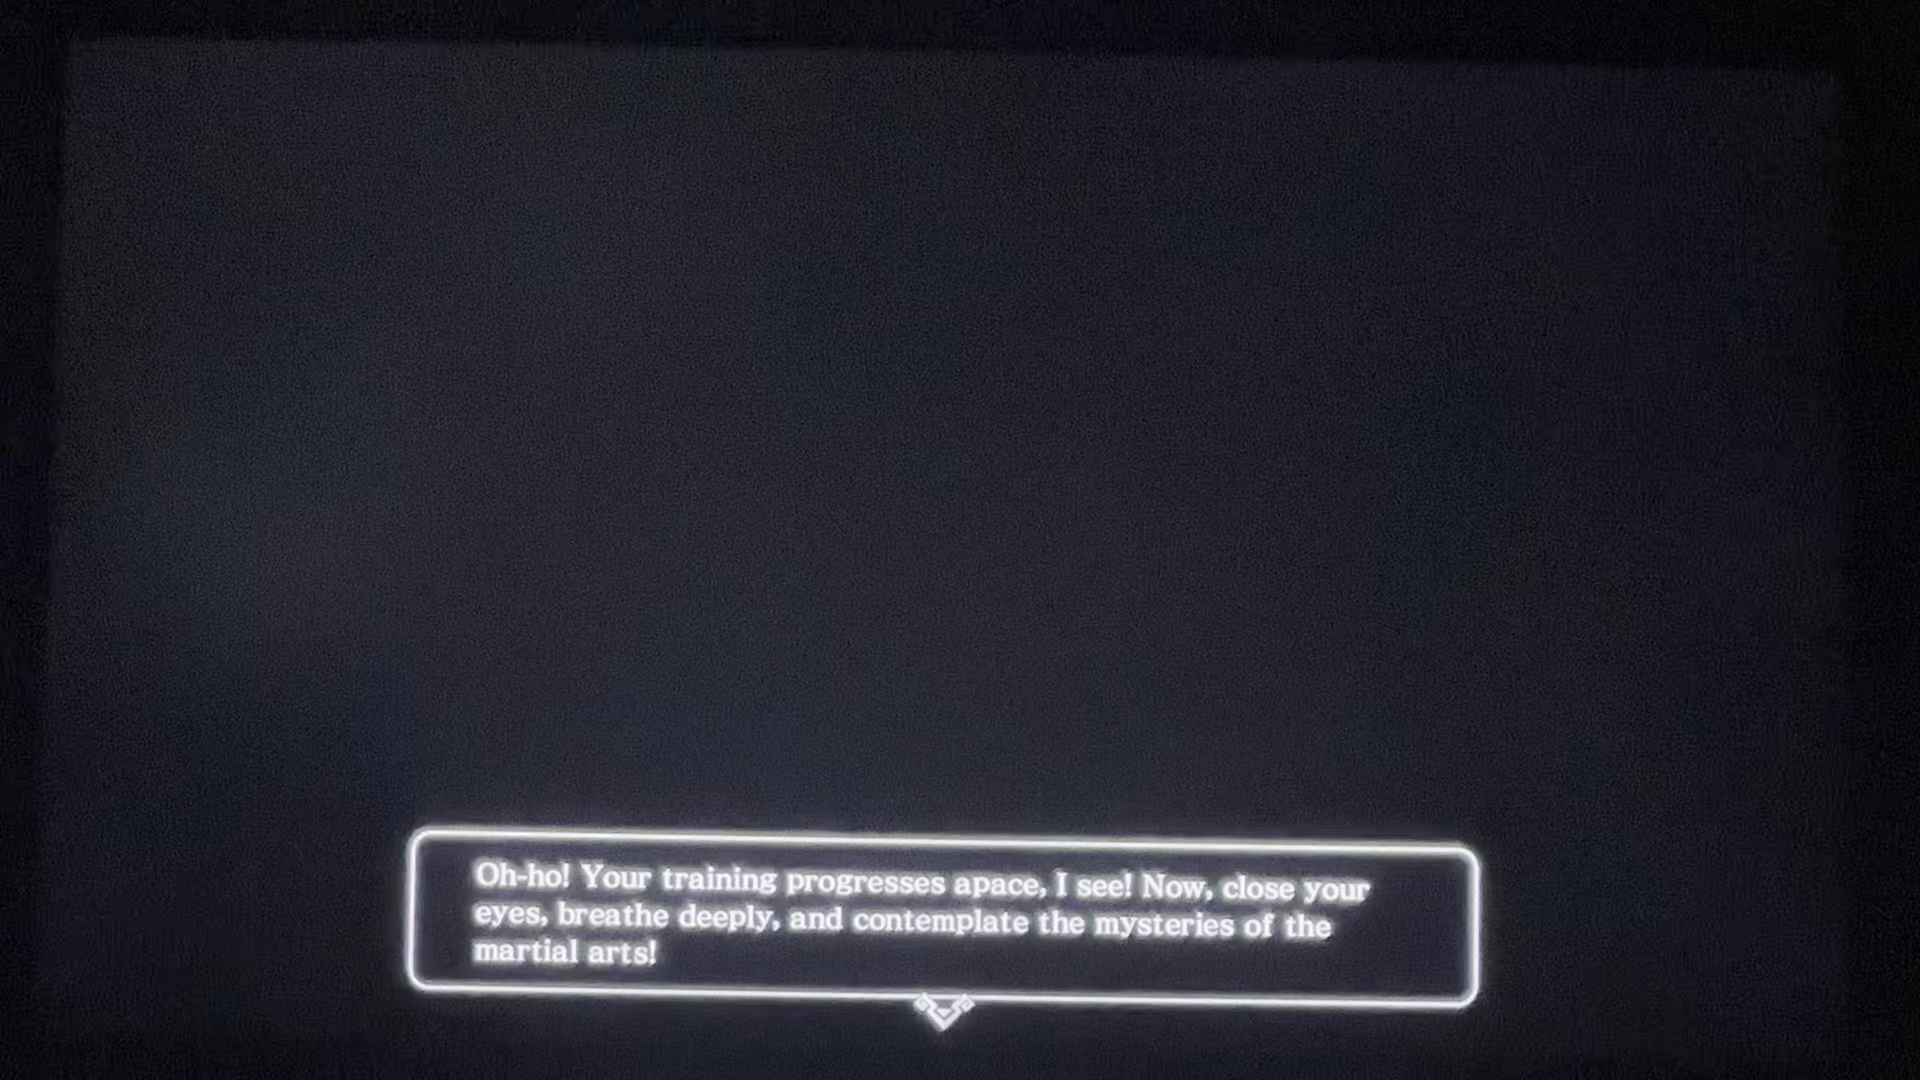 Oh-ho! Your training progresses apace, I see! Now, close your
eyes, breathe deeply, and contemplate the mysteries of the
martial arts!